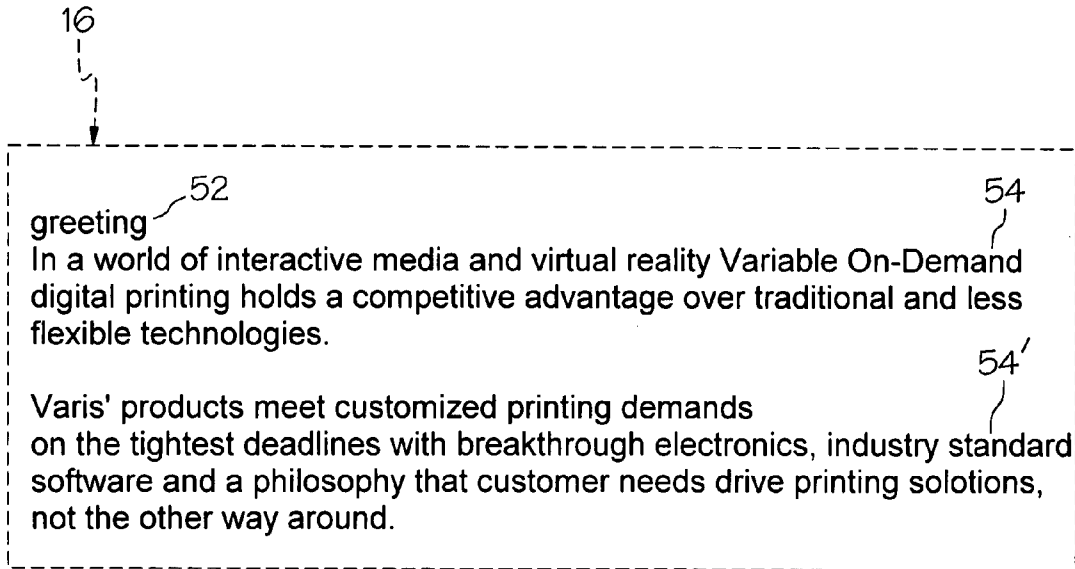 16
52
54
greeting
In a world of interactive media and virtual reality Variable On-Demand
digital printing holds a competitive advantage over traditional and less
flexible technologies.
54'
Varis' products meet customized printing demands
on the tightest deadlines with breakthrough electronics, industry standard
software and a philosophy that customer needs drive printing solotions,
not the other way around.